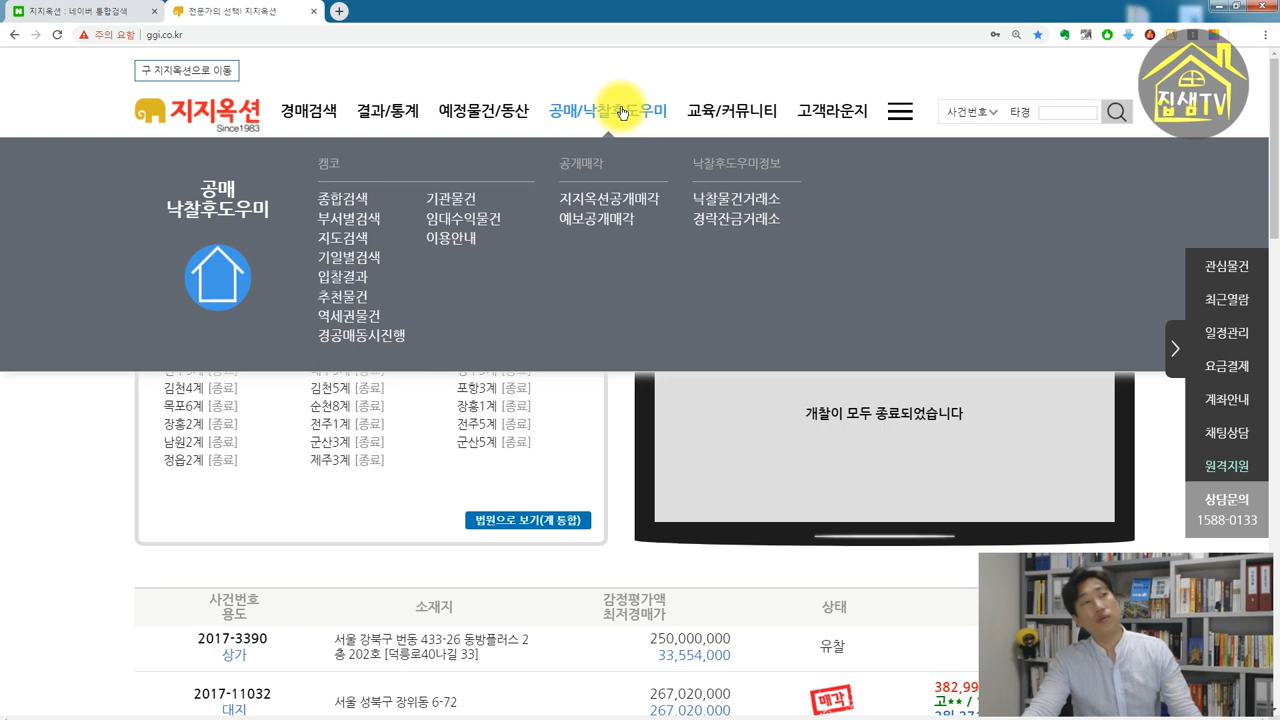 지지옥션 : 네이버 통합검색
전문가의 선택! 지지옥션
주의 요함
ggi.co.kr
구 지지옥션으로 이동
지지옥션
Since1983
경매검색
결과/통계
예정물건/동산
공매/낙찰후도우미
교육/커뮤니티
고객라운지
사건번호
타경
집샘TV
공매
낙찰후도우미
캠코
종합검색
부서별검색
지도검색
기일별검색
입찰결과
추천물건
역세권물건
경공매동시진행
기관물건
임대수익물건
이용안내
공개매각
지지옥션공개매각
예보공개매각
낙찰후도우미정보
낙찰물건거래소
경락잔금거래소
관심물건
최근열람
일정관리
요금결제
계좌안내
채팅상담
원격지원
상담문의
1588-0133
김천4계 [종료] 김천5계 [종료] 포항3계 [종료]
목포6계 [종료] 순천8계 [종료] 장흥1계 [종료]
장흥2계 [종료] 전주1계 [종료] 전주5계 [종료]
남원2계 [종료] 군산3계 [종료] 군산5계 [종료]
정읍2계 [종료] 제주3계 [종료]
법원으로 보기(계 통합)
개찰이 모두 종료되었습니다
사건번호
용도
소재지
감정평가액
최저경매가
상태
2017-3390
상가
서울 강북구 번동 433-26 동방플러스 2
층 202호 [덕릉로40나길 33]
250,000,000
33,554,000
유찰
2017-11032
대지
서울 성북구 장위동 6-72
267,020,000
267,020,000
매각
382,99
고** /